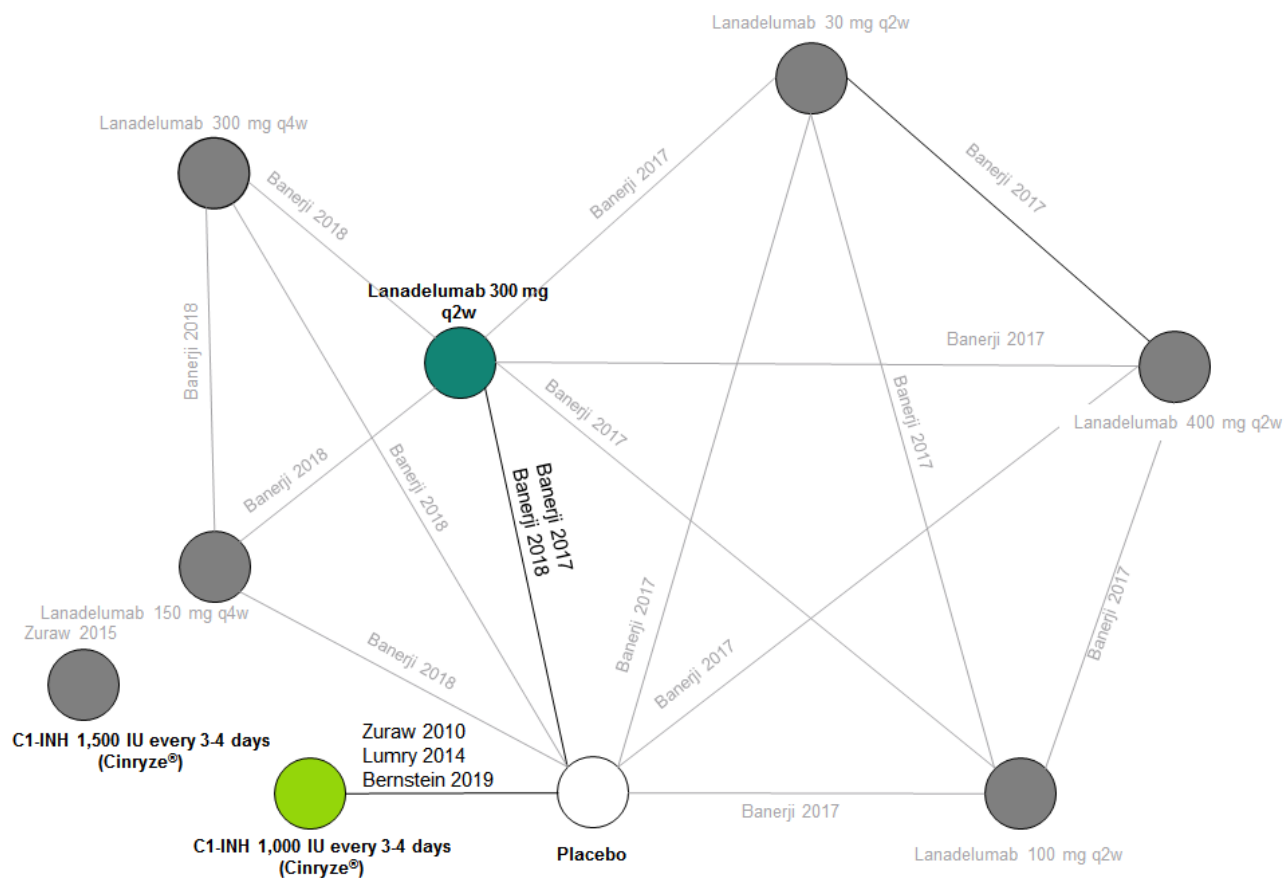 Lanadelumab 30 mg q2w
Lanadelumab 300 mg q4w
Banerji 2018
Banerji 2017
Banerji 2017
Lanadelumab 300 mg
q2w
Banerji 2018
Banerji 2017
Banerji 2017
Banerji 2017
Lanadelumab 400 mg q2w
Banerji 2018
Banerji 2018
Banerji 2017
Banerji 2018
Lanadelumab 150 mg q4w
Zuraw 2015
Banerji 2018
Banerji 2017
Banerji 2017
Banerji 2017
C1-INH 1,500 IU every 3-4 days
(Cinryze®)
Zuraw 2010
Lumry 2014
Bernstein 2019
Banerji 2017
C1-INH 1,000 IU every 3-4 days
(Cinryze®)
Placebo
Lanadelumab 100 mg q2w